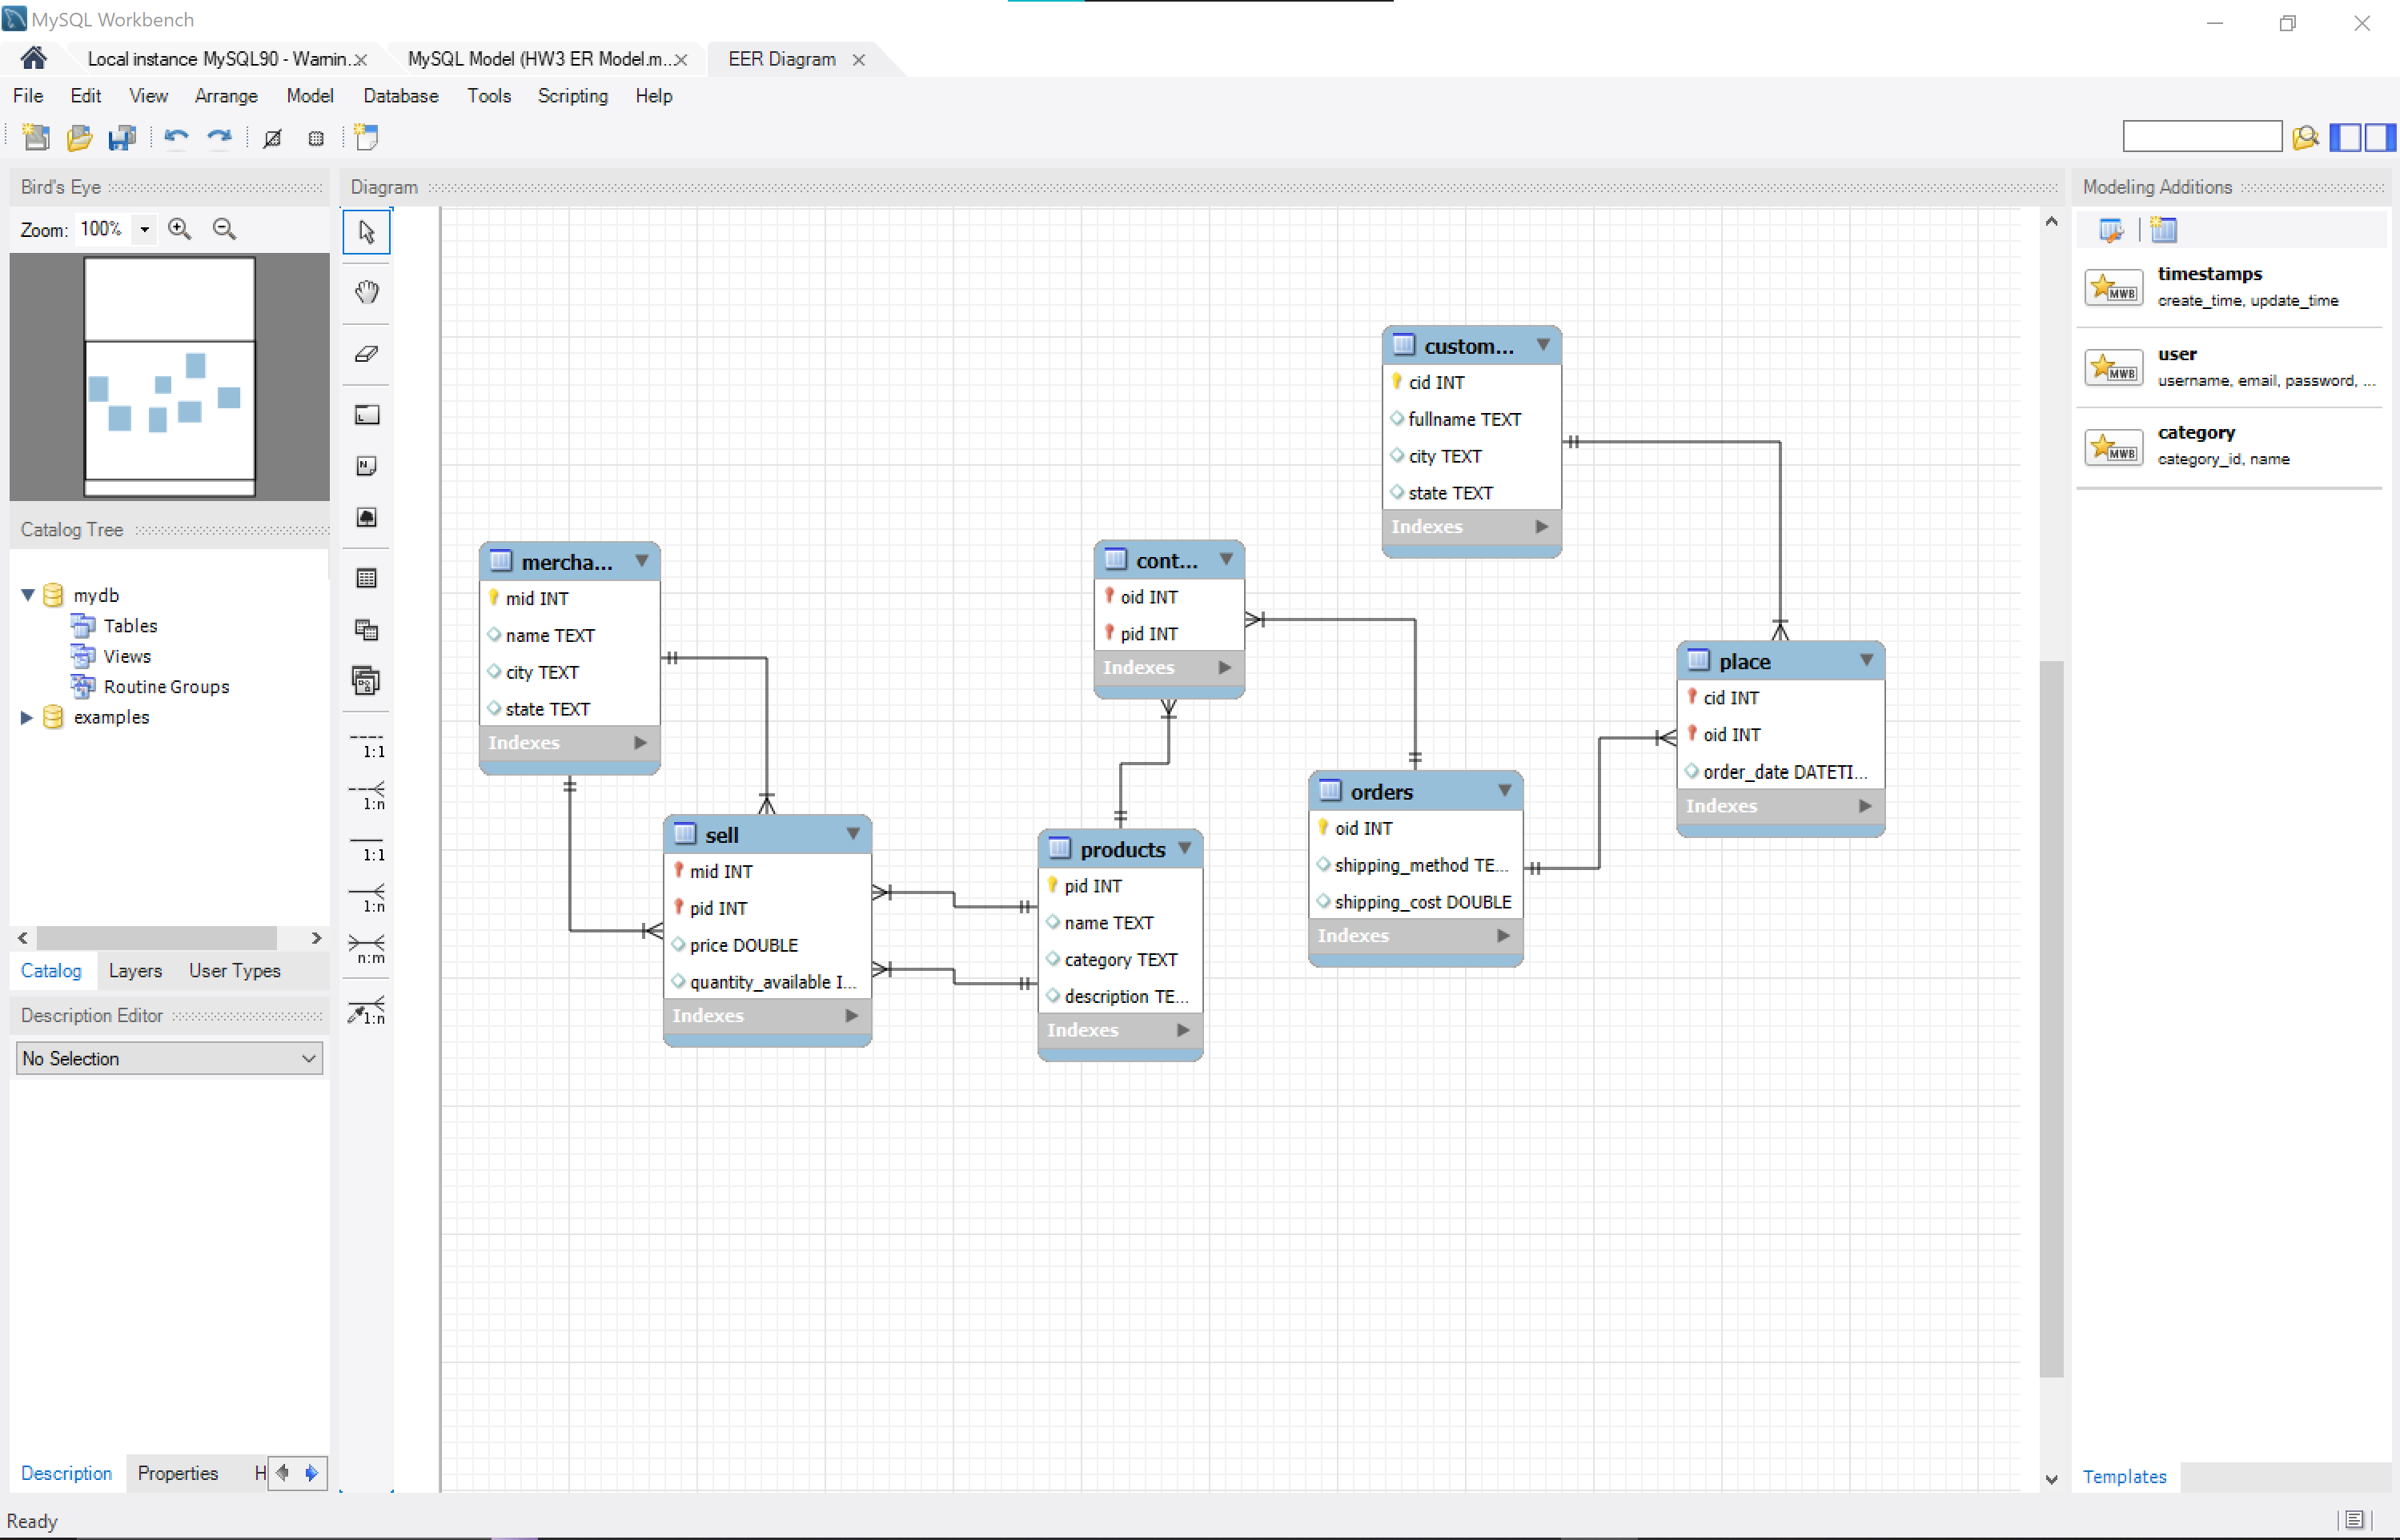 MySQL Workbench
Local instance MySQL90 - Warnin...
MySQL Model (HW3 ER Model.m...
EER Diagram
File Edit View Arrange Model Database Tools Scripting Help
Bird's Eye
Zoom: 100%
Catalog Tree
mydb
Tables
Views
Routine Groups
examples
Catalog Layers User Types
Description Editor
No Selection
Description Properties H
Ready
Diagram
1:1
1:n
1:1
1:n
n:m
1:n
mercha...
mid INT
name TEXT
city TEXT
state TEXT
Indexes
sell
mid INT
pid INT
price DOUBLE
quantity_available I...
Indexes
cont...
oid INT
pid INT
Indexes
products
pid INT
name TEXT
category TEXT
description TE...
Indexes
custom...
cid INT
fullname TEXT
city TEXT
state TEXT
Indexes
orders
oid INT
shipping_method TE...
shipping_cost DOUBLE
Indexes
place
cid INT
oid INT
order_date DATETI...
Indexes
Modeling Additions
MWB
timestamps
create_time, update_time
MWB
user
username, email, password, ...
MWB
category
category_id, name
Templates